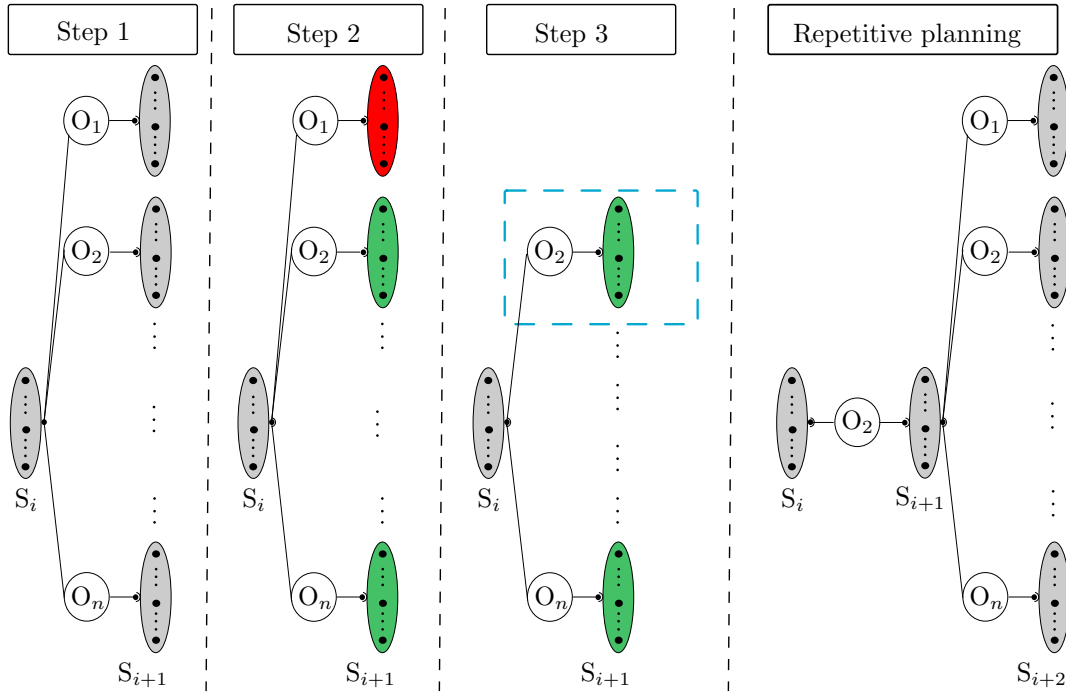 Step 1
O₁
O₂
Sᵢ
Oₙ
Sᵢ₊₁
Step 2
O₁
O₂
Sᵢ
Oₙ
Sᵢ₊₁
Step 3
O₂
Sᵢ
Oₙ
Sᵢ₊₁
Repetitive planning
O₁
O₂
O₂
Sᵢ
Sᵢ₊₁
Oₙ
Sᵢ₊₂